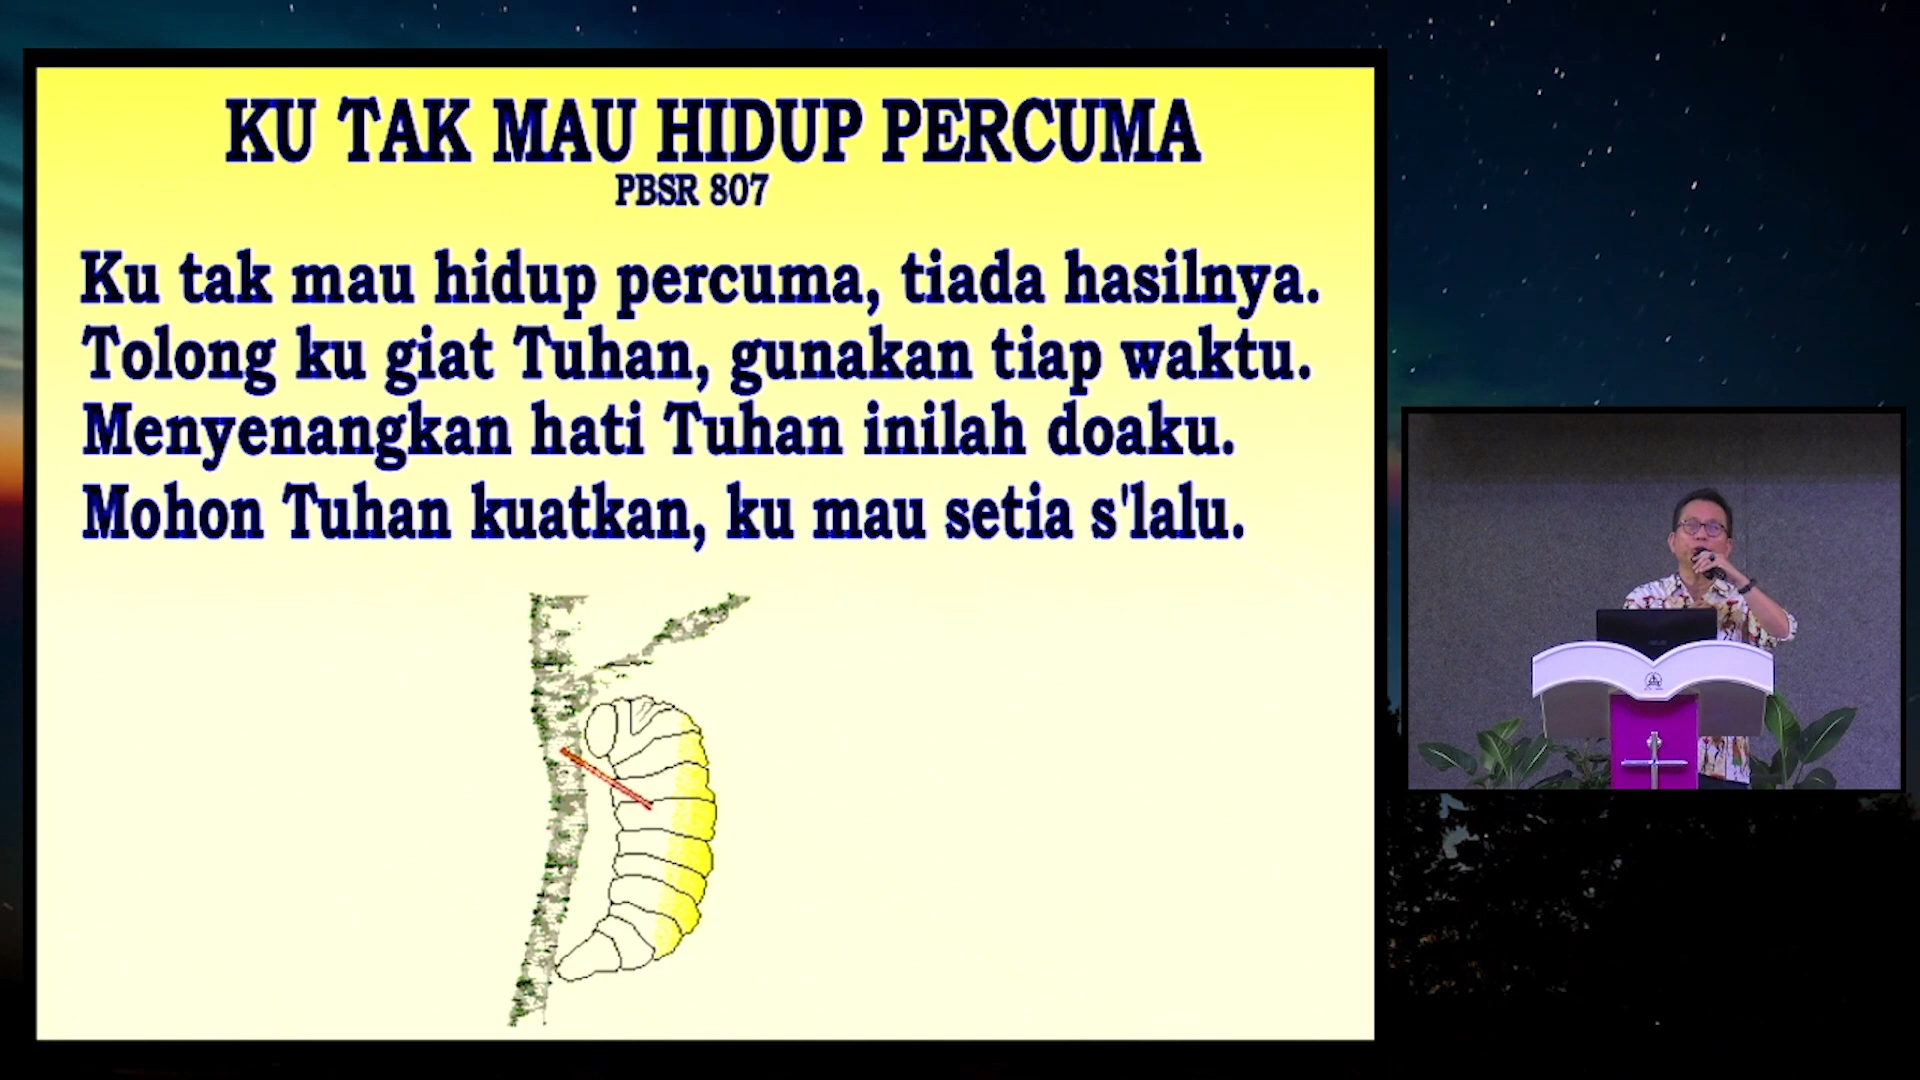 KU TAK MAU HIDUP PERCUMA
PBSR 807
Ku tak mau hidup percuma, tiada hasilnya.
Tolong ku giat Tuhan, gunakan tiap waktu.
Menyenangkan hati Tuhan inilah doaku.
Mohon Tuhan kuatkan, ku mau setia s'lalu.